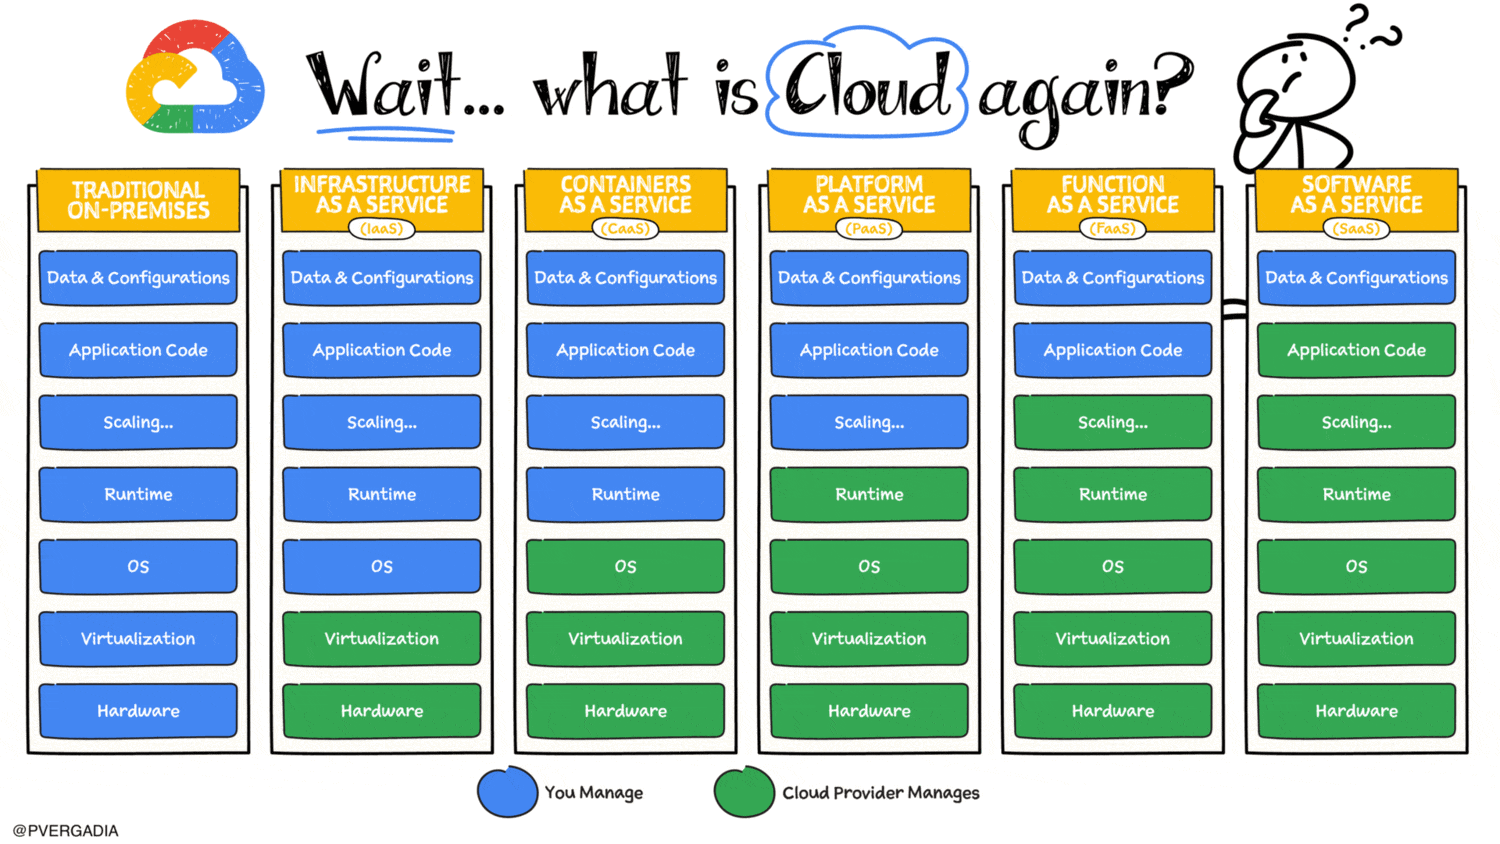 Wait... what is Cloud again?
TRADITIONAL
ON-PREMISES
Data & Configurations
Application Code
Scaling...
Runtime
OS
Virtualization
Hardware
INFRASTRUCTURE
AS A SERVICE
(IaaS)
Data & Configurations
Application Code
Scaling...
Runtime
OS
Virtualization
Hardware
CONTAINERS
AS A SERVICE
(CaaS)
Data & Configurations
Application Code
Scaling...
Runtime
OS
Virtualization
Hardware
PLATFORM
AS A SERVICE
(PaaS)
Data & Configurations
Application Code
Scaling...
Runtime
OS
Virtualization
Hardware
FUNCTION
AS A SERVICE
(FaaS)
Data & Configurations
Application Code
Scaling...
Runtime
OS
Virtualization
Hardware
SOFTWARE
AS A SERVICE
(SaaS)
Data & Configurations
Application Code
Scaling...
Runtime
OS
Virtualization
Hardware
You Manage
Cloud Provider Manages
@PVERGADIA